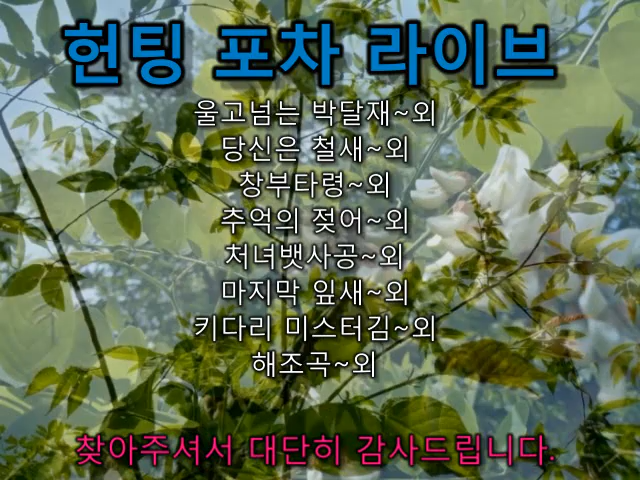 헌팅 포차 라이브
울고넘는 박달재~외
당신은 철새~외
창부타령~외
추억의 젖어~외
처녀뱃사공~외
마지막 잎새~외
키다리 미스터김~외
해조곡~외
찾아주셔서 대단히 감사드립니다.